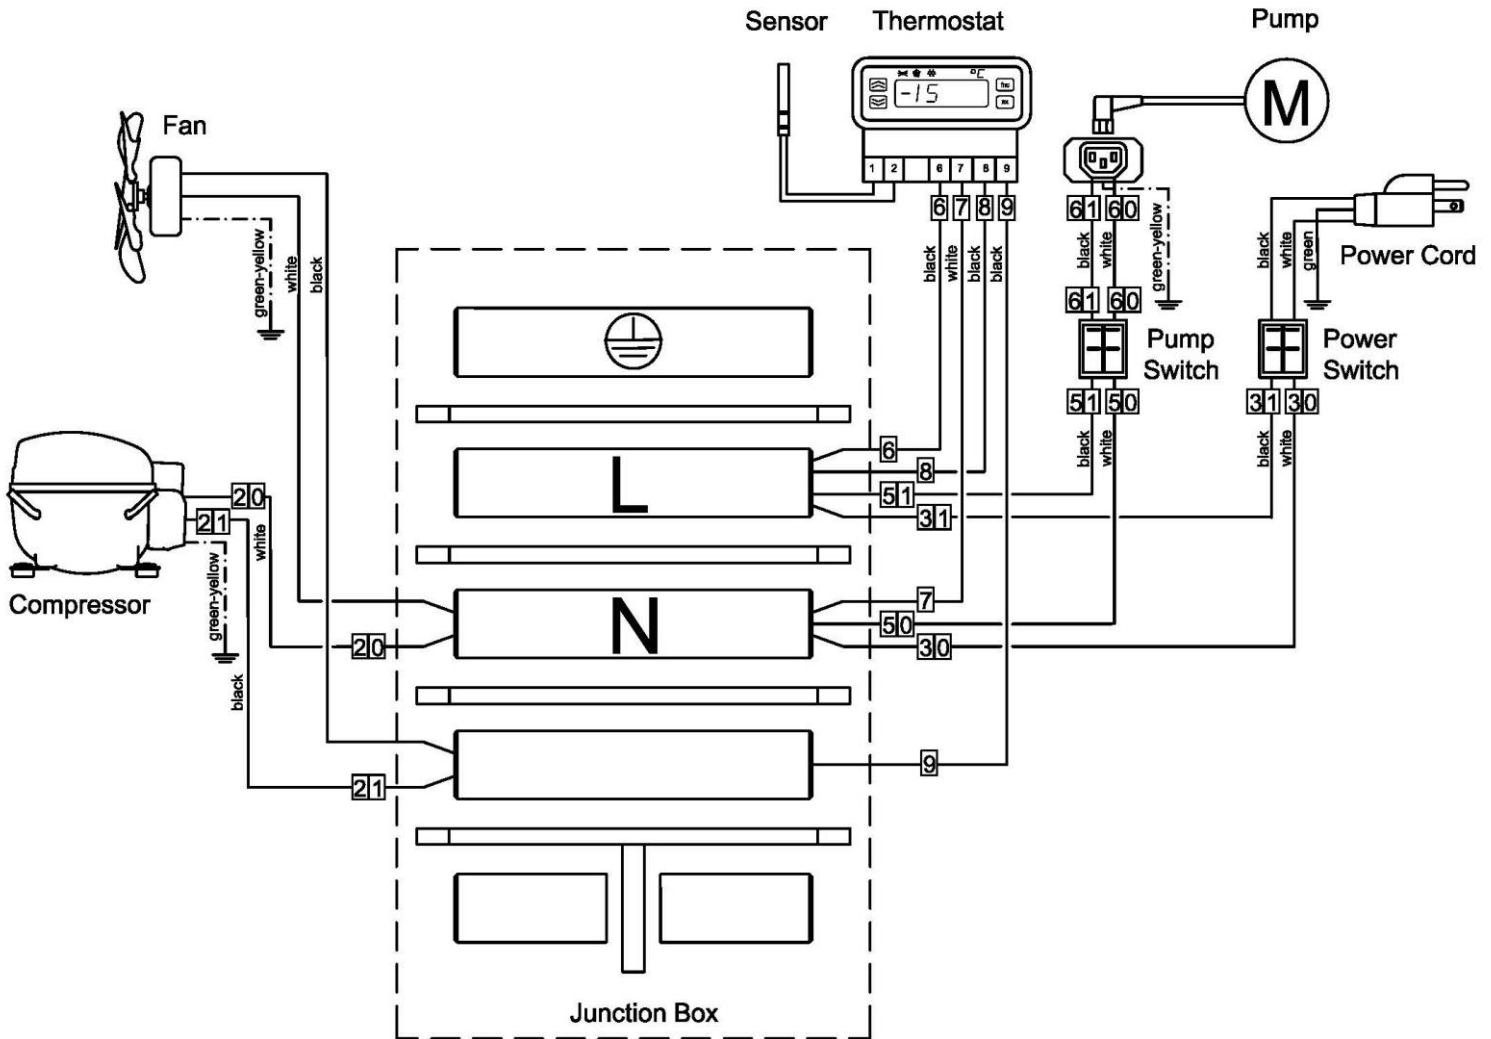 Sensor
Thermostat
Pump
Fan
°C
-15
M
1 2 6 7 8 9
6 7 8 9
61 60
Power Cord
green-yellow
white
black
black
white
black
black
black
white
green-yellow
black
white
green
61 60
Pump
Switch
Power
Switch
51 50
31 30
black
white
black
white
L
6
8
51
31
20
21
white
green-yellow
black
Compressor
N
7
50
30
20
9
21
Junction Box